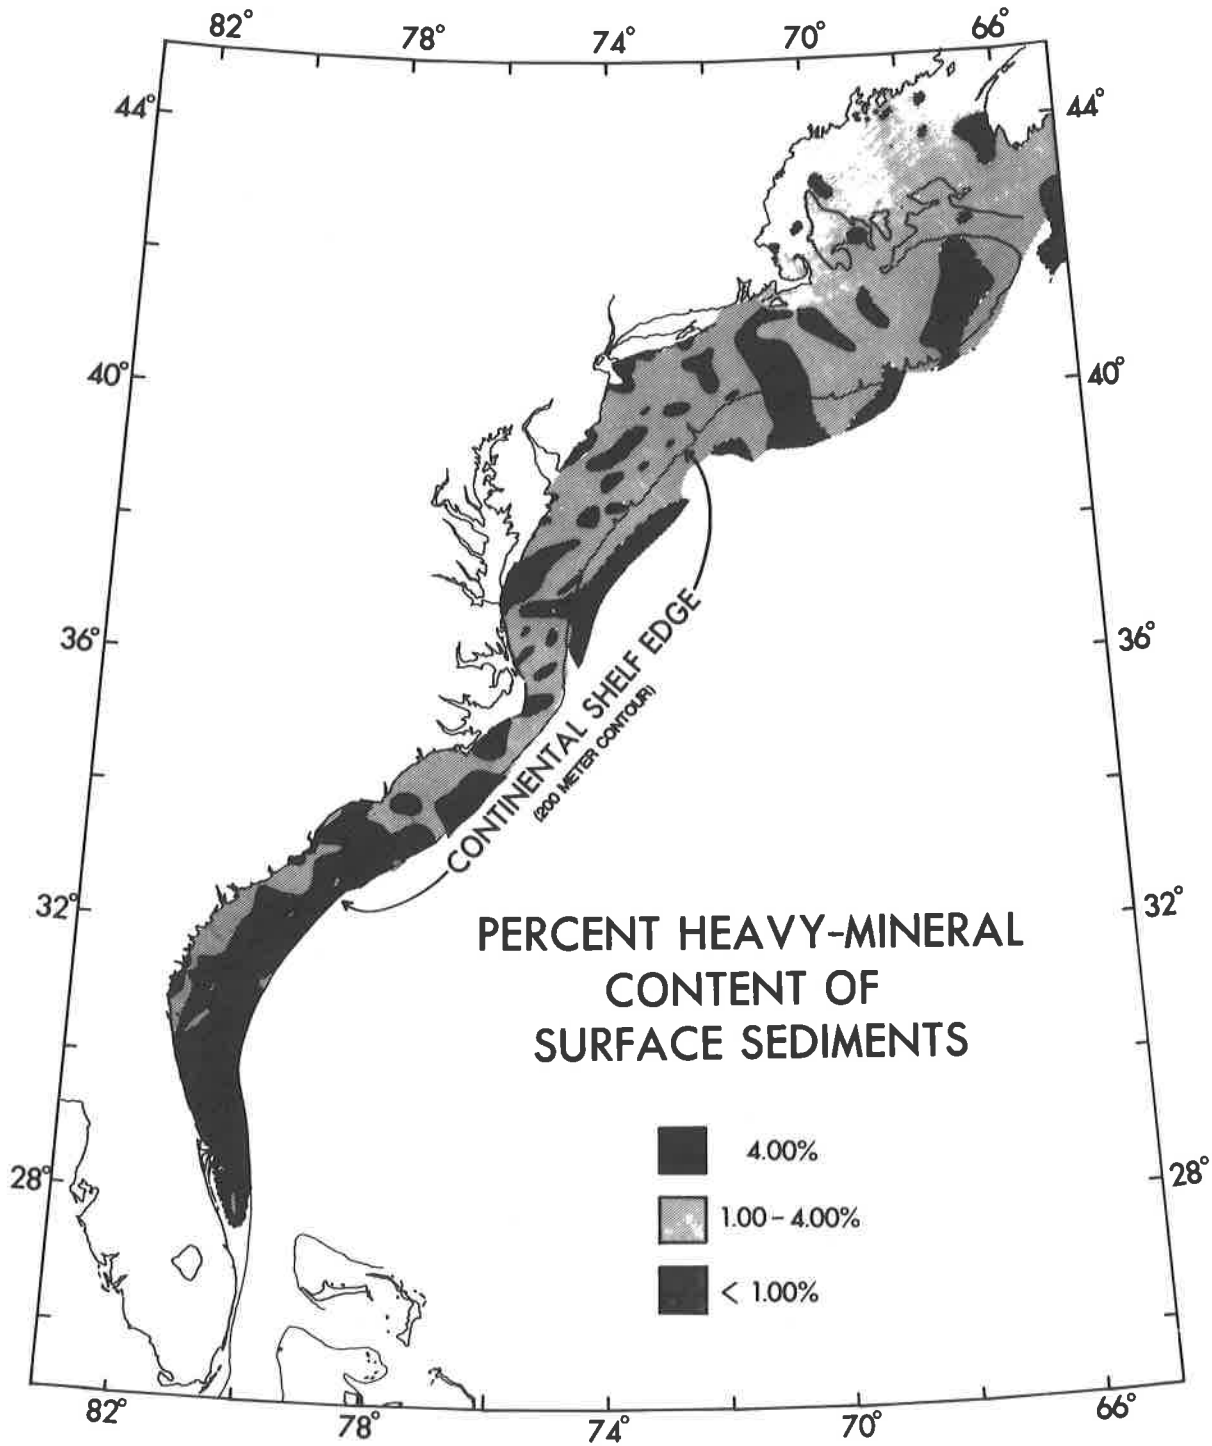 82° 78° 74° 70° 66°
44° 44°
40° 40°
36° 36°
CONTINENTAL SHELF EDGE
(200 METER CONTOUR)
32° 32°
PERCENT HEAVY-MINERAL
CONTENT OF
SURFACE SEDIMENTS
4.00%
28° 28°
1.00-4.00%
< 1.00%
82° 78° 74° 70° 66°